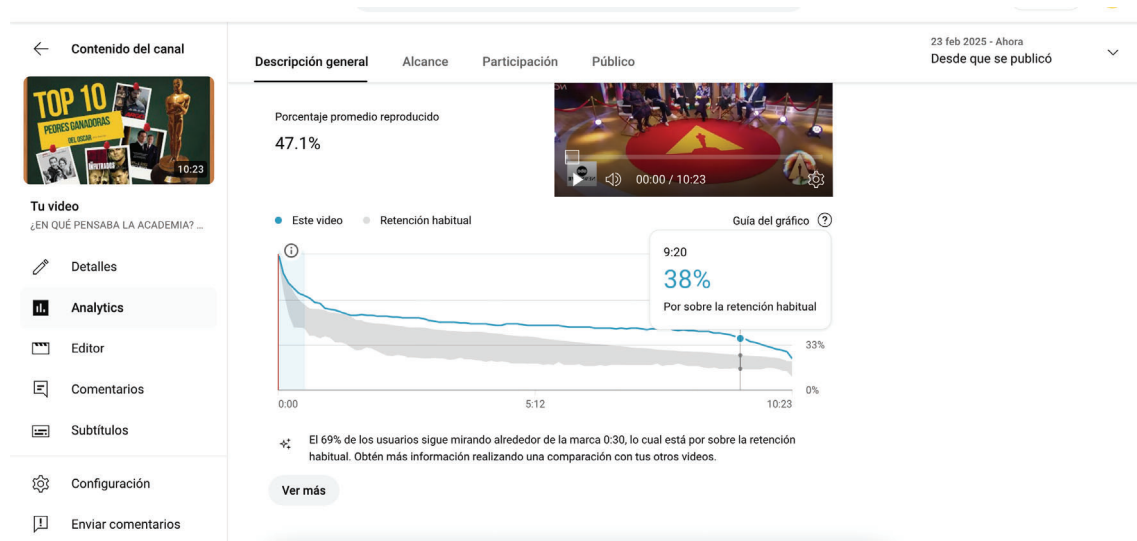 Contenido del canal
TOP 10
PEORES GANADORAS
DEL OSCAR
INFILTRADOS
10:23
Tu video
¿EN QUÉ PENSABA LA ACADEMIA? ...
Detalles
Analytics
Editor
Comentarios
Subtítulos
Configuración
Enviar comentarios
Descripción general
Alcance
Participación
Público
23 feb 2025 - Ahora
Desde que se publicó
Porcentaje promedio reproducido
47.1%
00:00 / 10:23
Este video
Retención habitual
Guía del gráfico
9:20
38%
Por sobre la retención habitual
33%
0%
0:00
5:12
10:23
El 69% de los usuarios sigue mirando alrededor de la marca 0:30, lo cual está por sobre la retención
habitual. Obtén más información realizando una comparación con tus otros videos.
Ver más